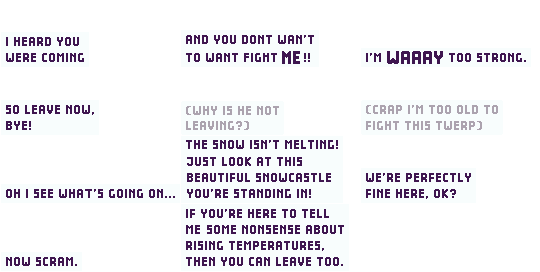 I HEARD YOU
WERE COMING
AND YOU DONT WAN'T
TO WANT FIGHT ME!!
I'M WAAAY TOO STRONG.
SO LEAVE NOW,
BYE!
(WHY IS HE NOT
LEAVING?)
(CRAP I'M TOO OLD TO
FIGHT THIS TWERP)
OH I SEE WHAT'S GOING ON...
THE SNOW ISN'T MELTING!
JUST LOOK AT THIS
BEAUTIFUL SNOWCASTLE
YOU'RE STANDING IN!
WE'RE PERFECTLY
FINE HERE, OK?
NOW SCRAM.
IF YOU'RE HERE TO TELL
ME SOME NONSENSE ABOUT
RISING TEMPERATURES,
THEN YOU CAN LEAVE TOO.